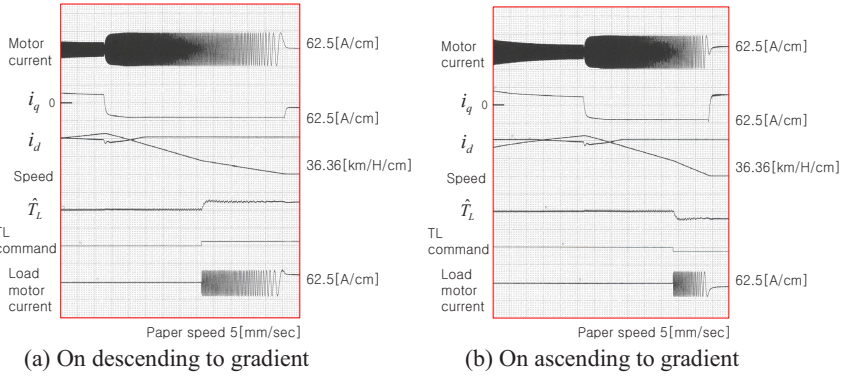 Motor
current
62.5[A/cm]
i_q 0
62.5[A/cm]
i_d
36.36[km/H/cm]
Speed
T̂_L
TL
command
Load
motor
current
62.5[A/cm]
Paper speed 5[mm/sec]
(a) On descending to gradient
Motor
current
62.5[A/cm]
i_q 0
62.5[A/cm]
i_d
36.36[km/H/cm]
Speed
T̂_L
TL
command
Load
motor
current
62.5[A/cm]
Paper speed 5[mm/sec]
(b) On ascending to gradient